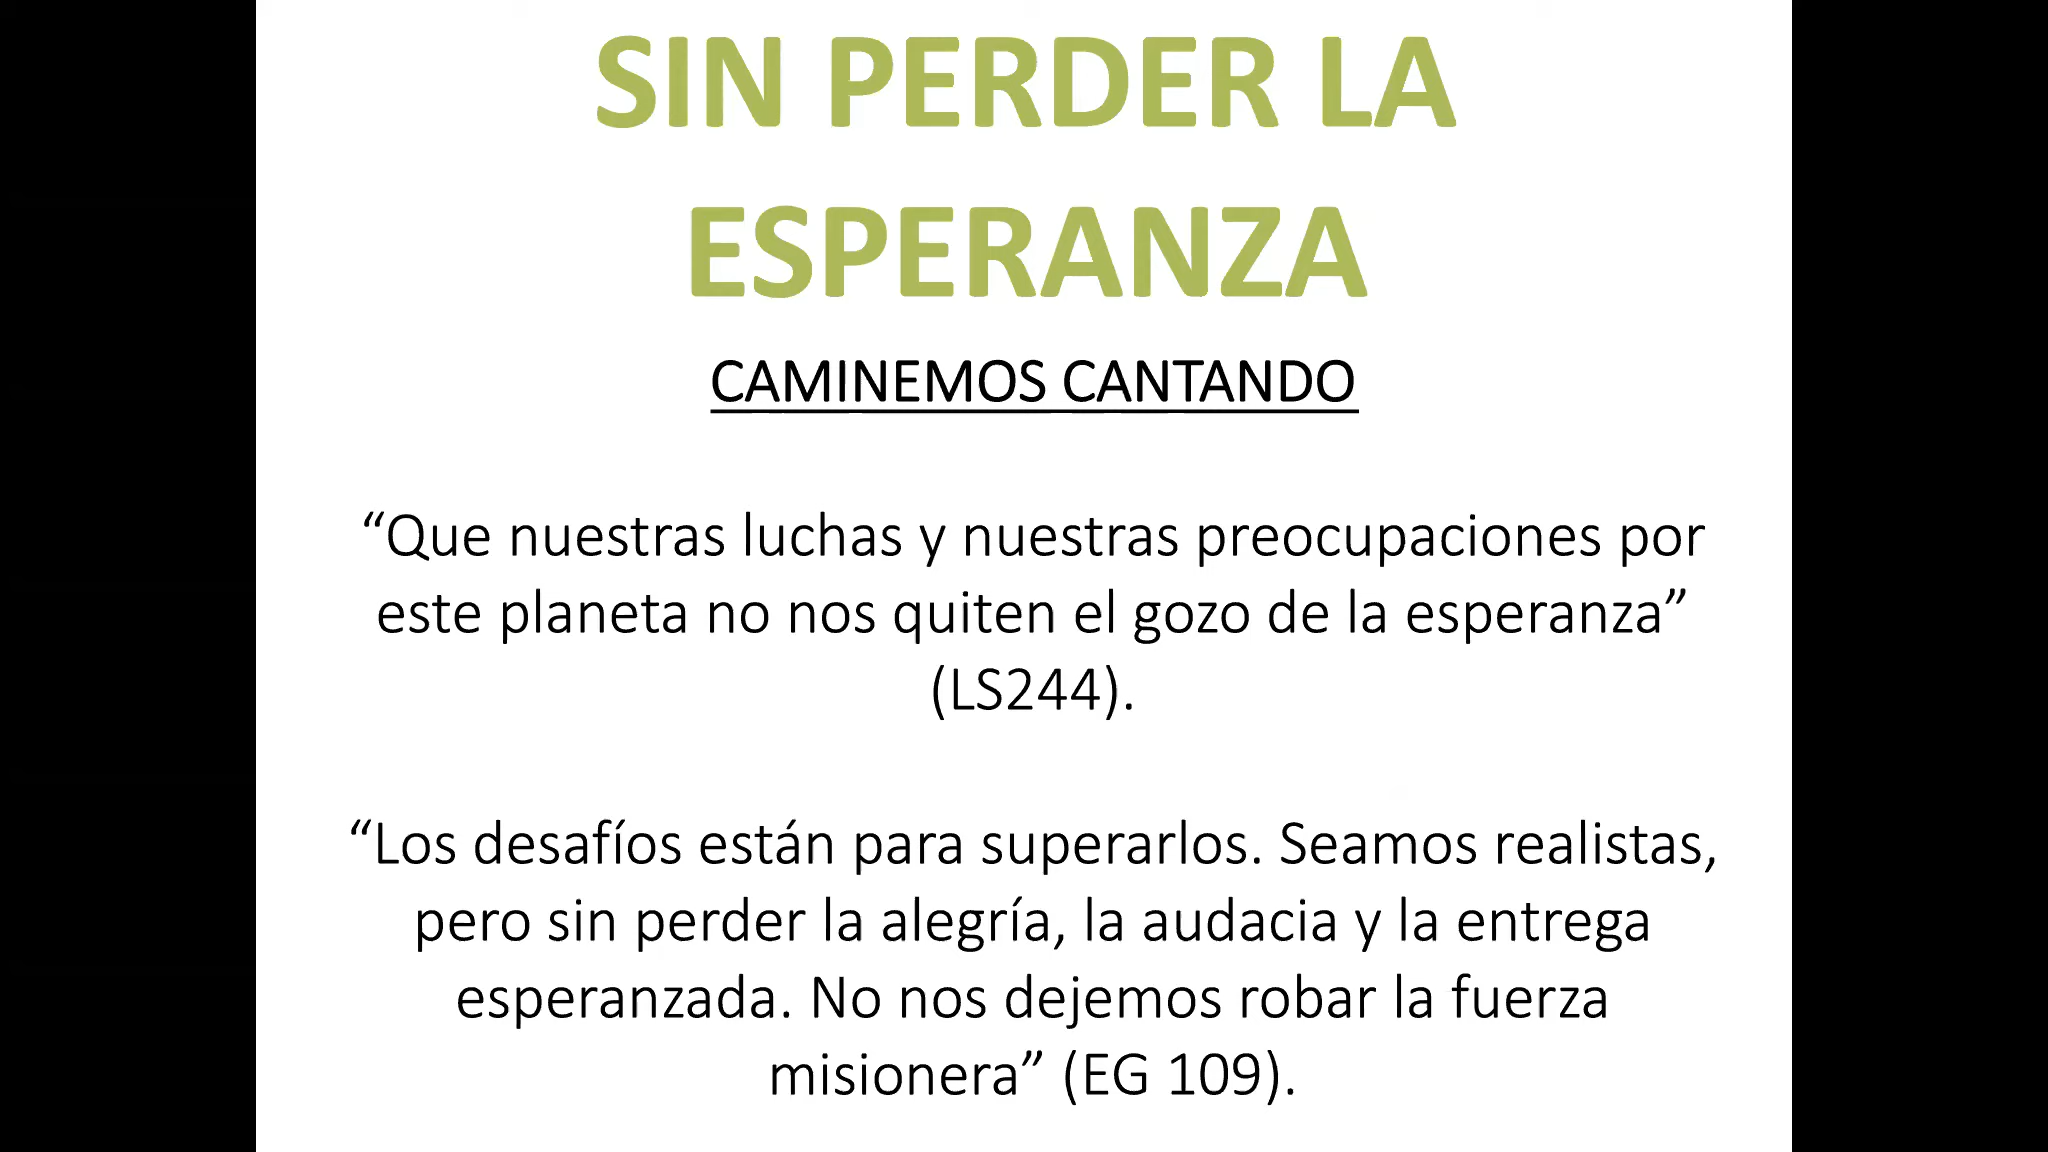 SIN PERDER LA
ESPERANZA
CAMINEMOS CANTANDO
“Que nuestras luchas y nuestras preocupaciones por
este planeta no nos quiten el gozo de la esperanza”
(LS244).
“Los desafíos están para superarlos. Seamos realistas,
pero sin perder la alegría, la audacia y la entrega
esperanzada. No nos dejemos robar la fuerza
misionera” (EG 109).